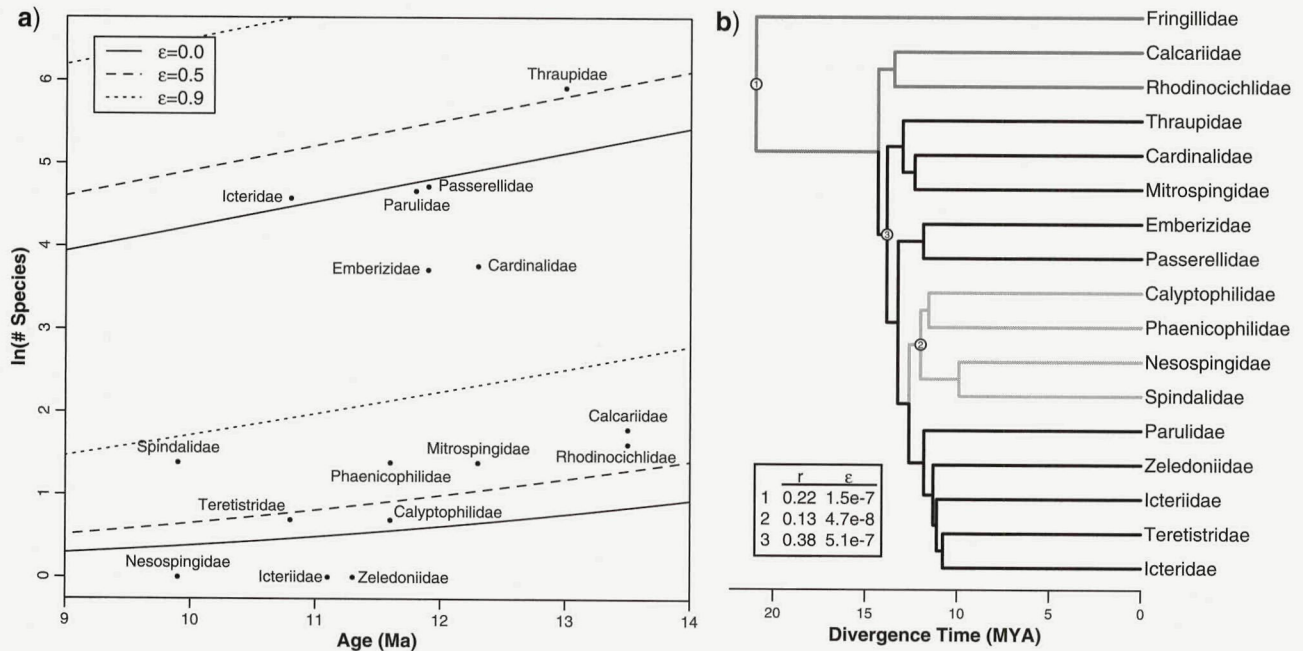 a)
ε=0.0
ε=0.5
ε=0.9
ln(# Species)
6
5
4
3
2
1
0
Thraupidae
Icteridae
Passerellidae
Parulidae
Emberizidae
Cardinalidae
Calcariidae
Spindalidae
Mitrospingidae
Rhodinocichlidae
Phaenicophilidae
Teretistridae
Calyptophilidae
Nesospingidae
Icteriidae
Zeledoniidae
9
10
11
12
13
14
Age (Ma)
b)
1
3
2
Fringillidae
Calcariidae
Rhodinocichlidae
Thraupidae
Cardinalidae
Mitrospingidae
Emberizidae
Passerellidae
Calyptophilidae
Phaenicophilidae
Nesospingidae
Spindalidae
Parulidae
Zeledoniidae
Icteriidae
Teretistridae
Icteridae
r ε
1 0.22 1.5e-7
2 0.13 4.7e-8
3 0.38 5.1e-7
20
15
10
5
0
Divergence Time (MYA)